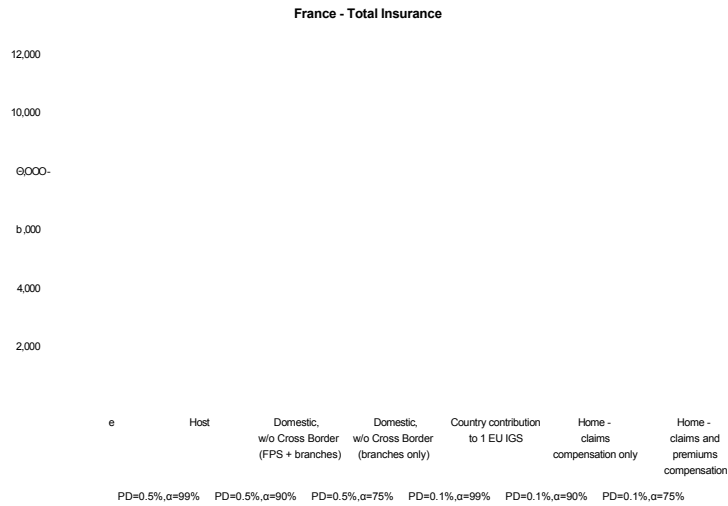 France - Total Insurance
12,000
10,000
Θ,OOO-
b,000
4,000
2,000
e
Host
Domestic,
w/o Cross Border
(FPS + branches)
Domestic,
w/o Cross Border
(branches only)
Country contribution
to 1 EU IGS
Home -
claims
compensation only
Home -
claims and
premiums
compensation
PD=0.5%,α=99% PD=0.5%,α=90% PD=0.5%,α=75% PD=0.1%,α=99% PD=0.1%,α=90% PD=0.1%,α=75%